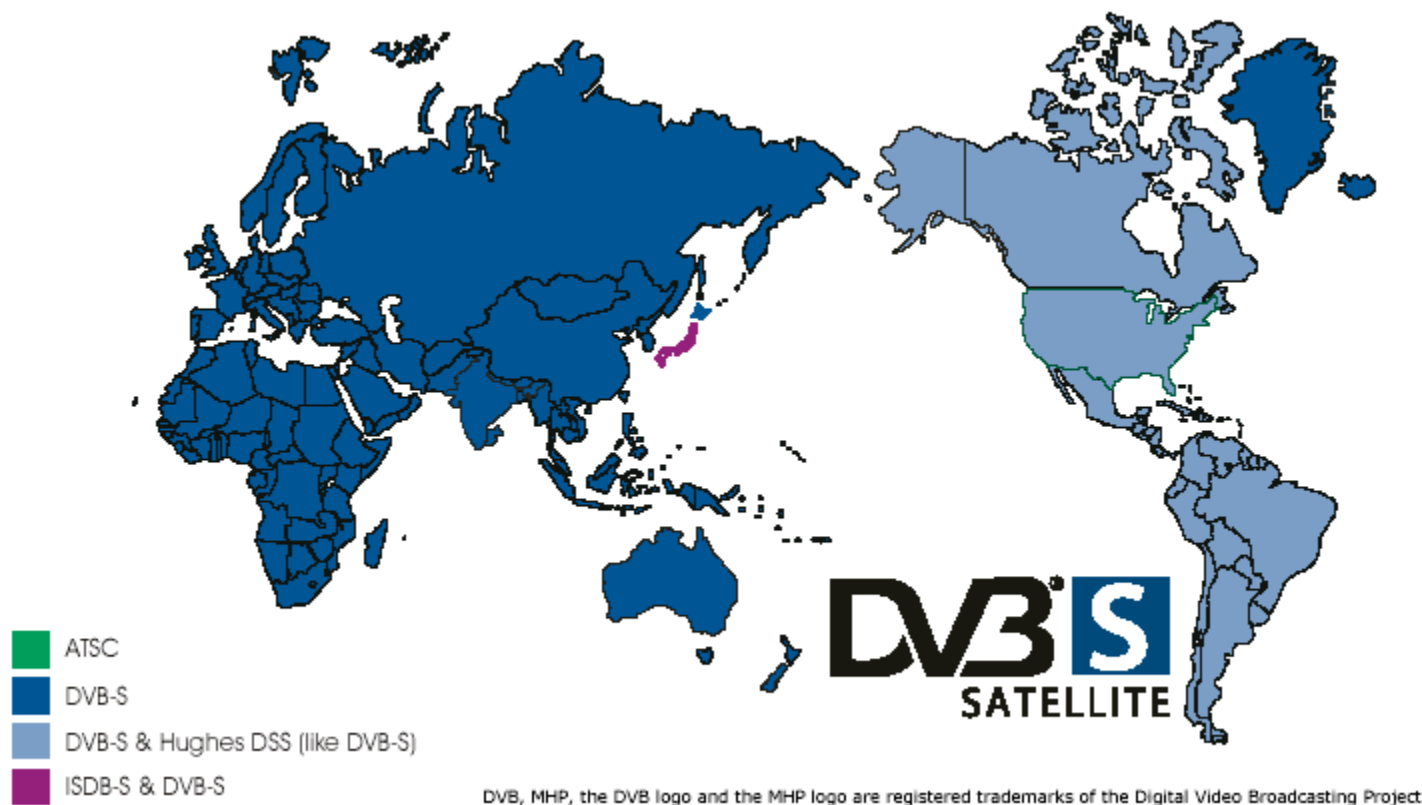 DVB® S
SATELLITE
ATSC
DVB-S
DVB-S & Hughes DSS (like DVB-S)
ISDB-S & DVB-S
DVB, MHP, the DVB logo and the MHP logo are registered trademarks of the Digital Video Broadcasting Project.